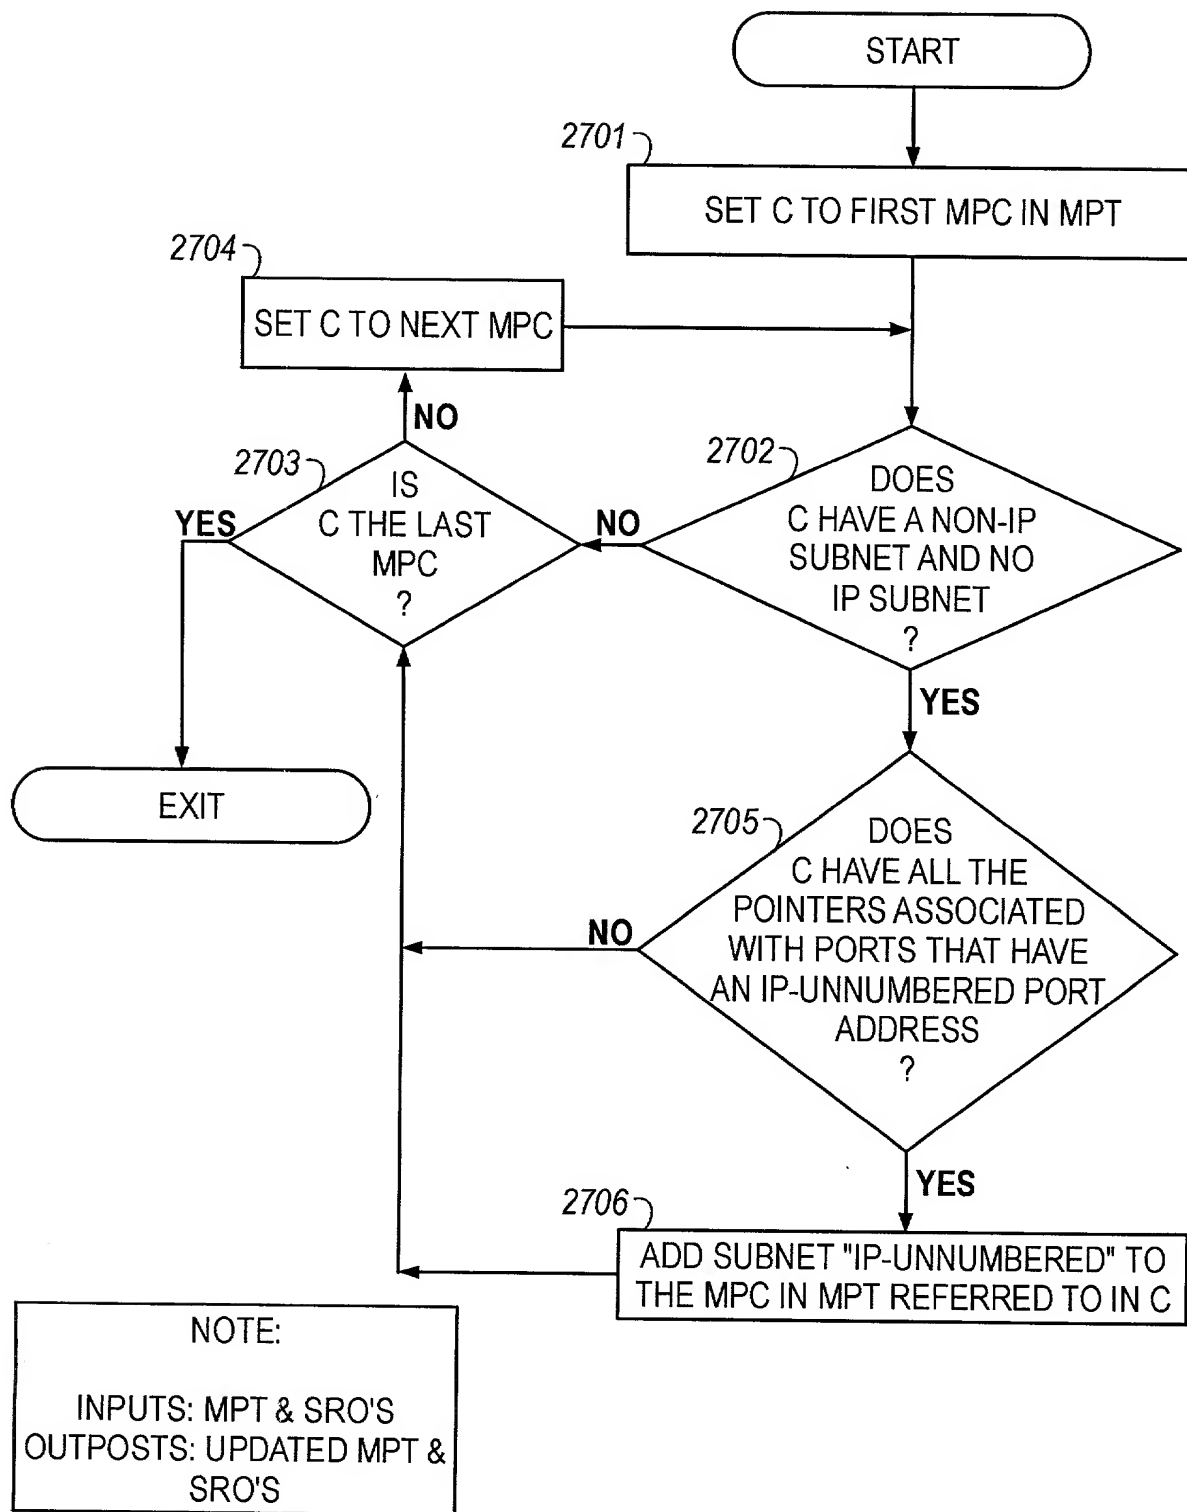 START
2701
SET C TO FIRST MPC IN MPT
2704
SET C TO NEXT MPC
NO
2703
IS
C THE LAST
MPC
?
YES
NO
2702
DOES
C HAVE A NON-IP
SUBNET AND NO
IP SUBNET
?
YES
EXIT
2705
DOES
C HAVE ALL THE
POINTERS ASSOCIATED
WITH PORTS THAT HAVE
AN IP-UNNUMBERED PORT
ADDRESS
?
NO
YES
2706
ADD SUBNET "IP-UNNUMBERED" TO
THE MPC IN MPT REFERRED TO IN C
NOTE:
INPUTS: MPT & SRO'S
OUTPOSTS: UPDATED MPT &
SRO'S